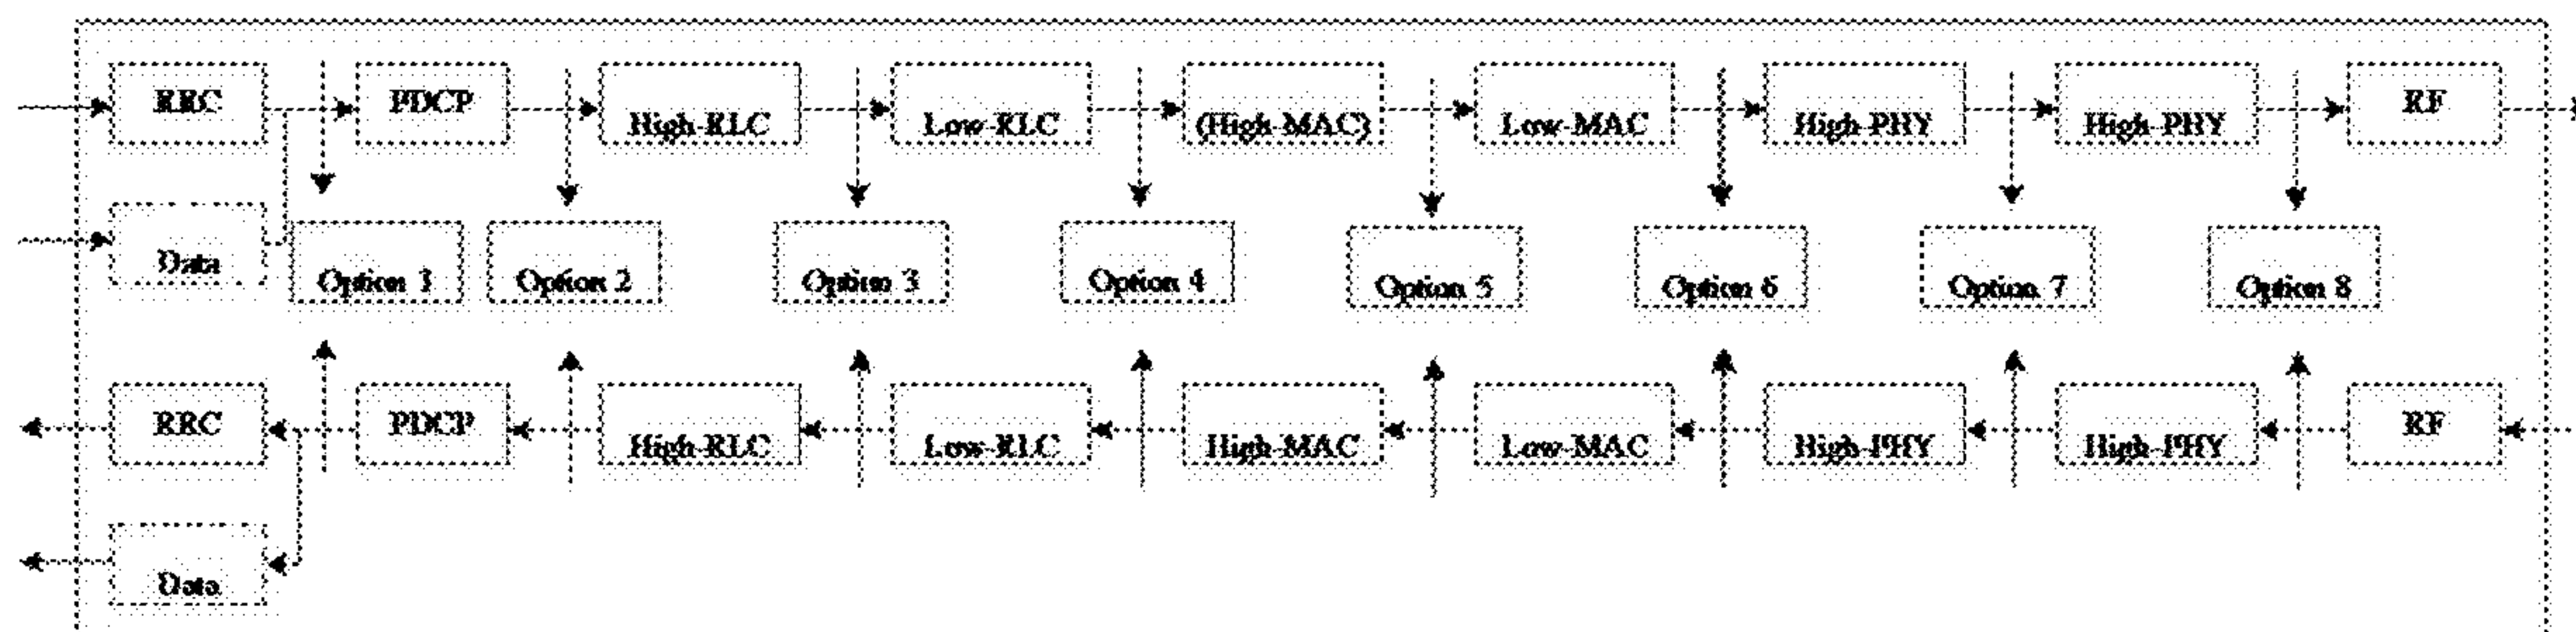 RRC
PDCP
High-RLC
Low-RLC
(High-MAC)
Low-MAC
High-PHY
High-PHY
RF
Data
Option 1
Option 2
Option 3
Option 4
Option 5
Option 6
Option 7
Option 8
RRC
PDCP
High-RLC
Low-RLC
High-MAC
Low-MAC
High-PHY
High-PHY
RF
Data